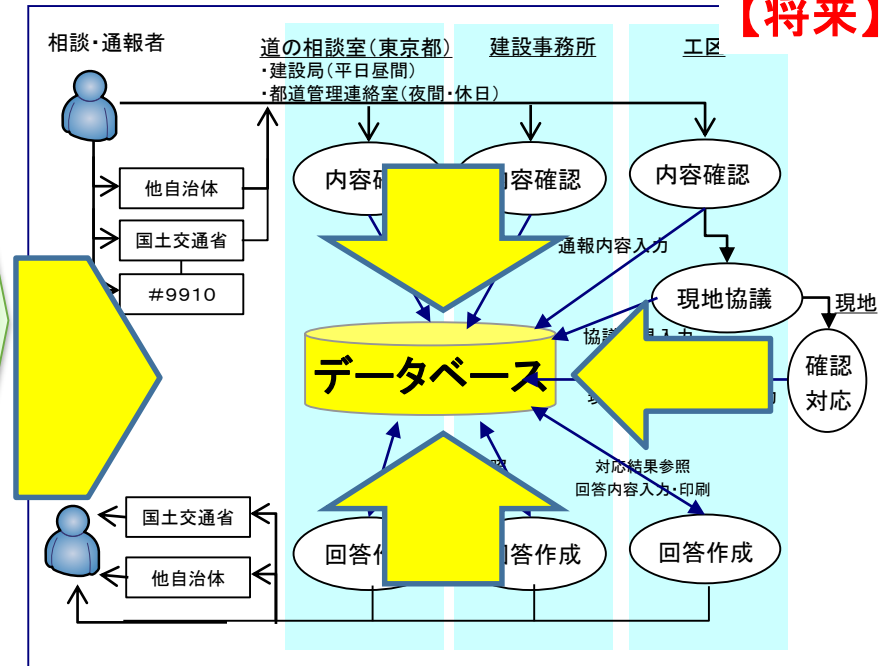 【将来】
相談・通報者
道の相談室(東京都)
・建設局(平日昼間)
・都道管理連絡室(夜間・休日)
建設事務所
工区
他自治体
国土交通省
#9910
内容確
内容確認
内容確認
通報内容入力
現地協議
現地
確認
対応
データベース
対応結果参照
回答内容入力・印刷
回答作成
回答作成
国土交通省
他自治体